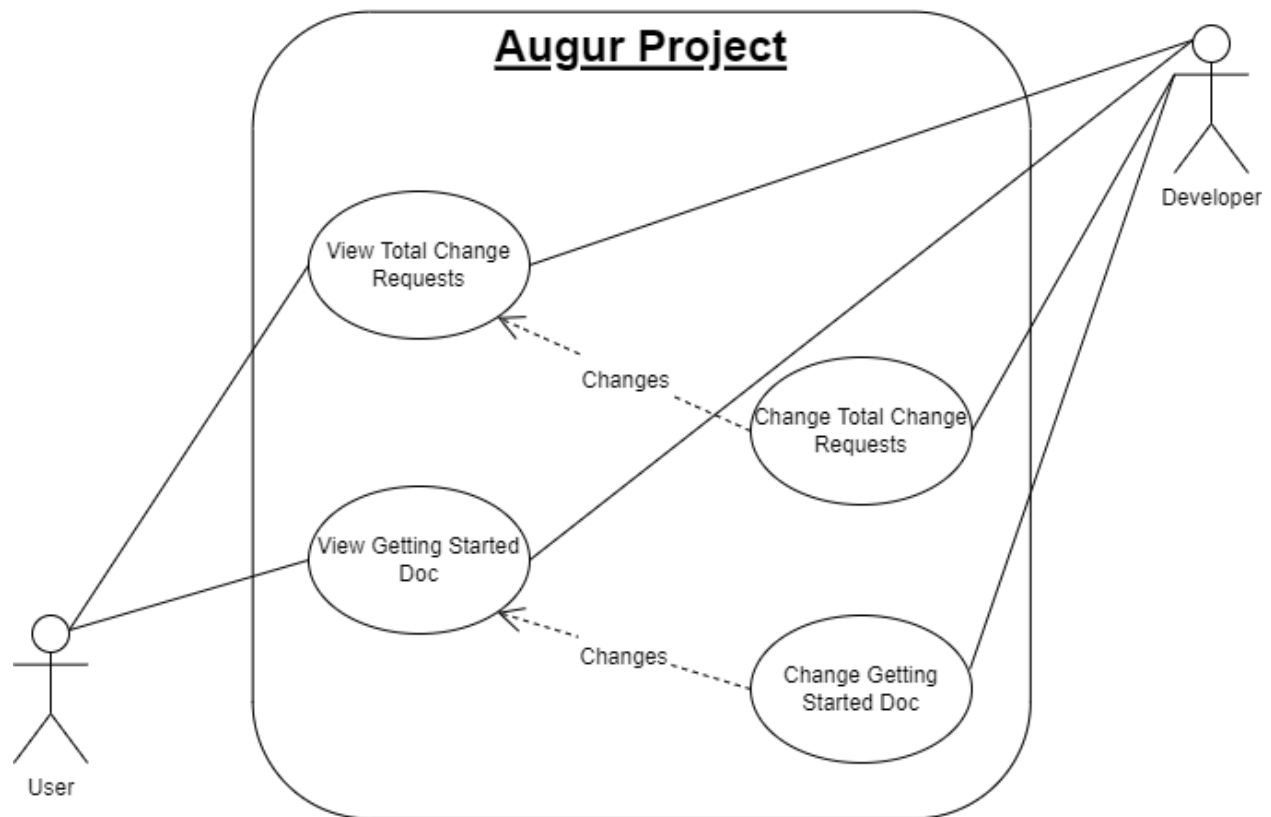 Augur Project
Developer
View Total Change
Requests
Changes
Change Total Change
Requests
View Getting Started
Doc
Changes
Change Getting
Started Doc
User